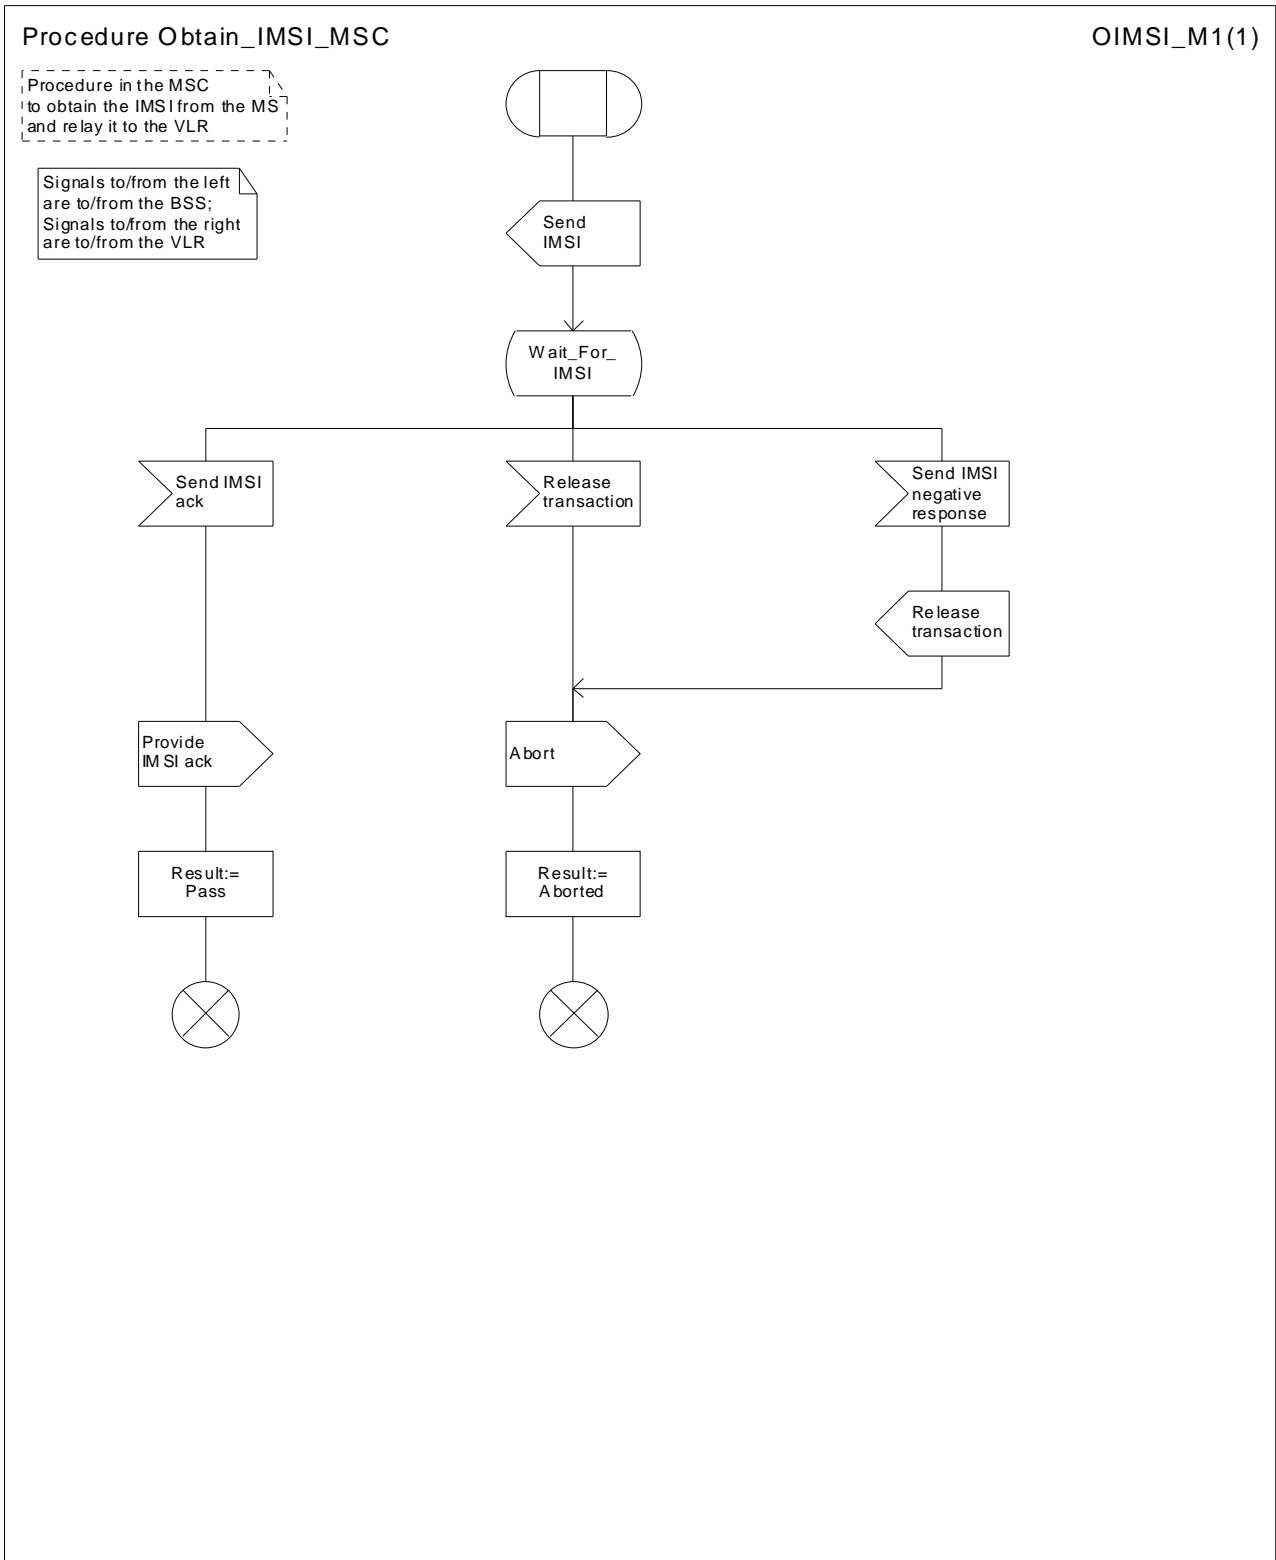 Procedure Obtain_IMSI_MSC
OIMSI_M1(1)
Procedure in the MSC
to obtain the IMSI from the MS
and relay it to the VLR
Signals to/from the left
are to/from the BSS;
Signals to/from the right
are to/from the VLR
Send
IMSI
Wait_For_
IMSI
Send IMSI
ack
Release
transaction
Send IMSI
negative
response
Release
transaction
Provide
IMSI ack
Abort
Result:=
Pass
Result:=
Aborted